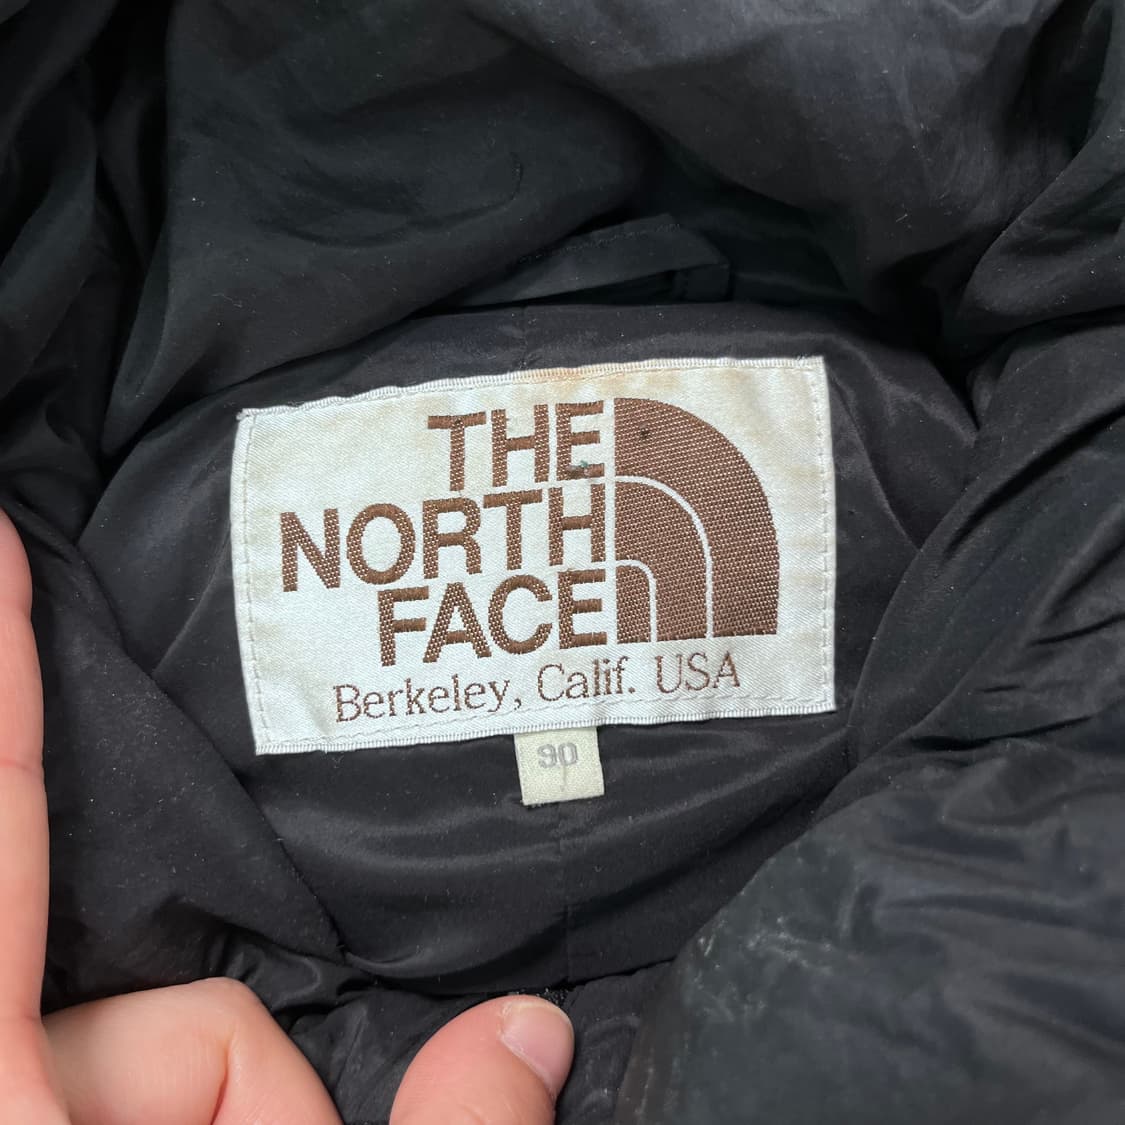 THE
NORTH
FACE
Berkeley, Calif. USA
90